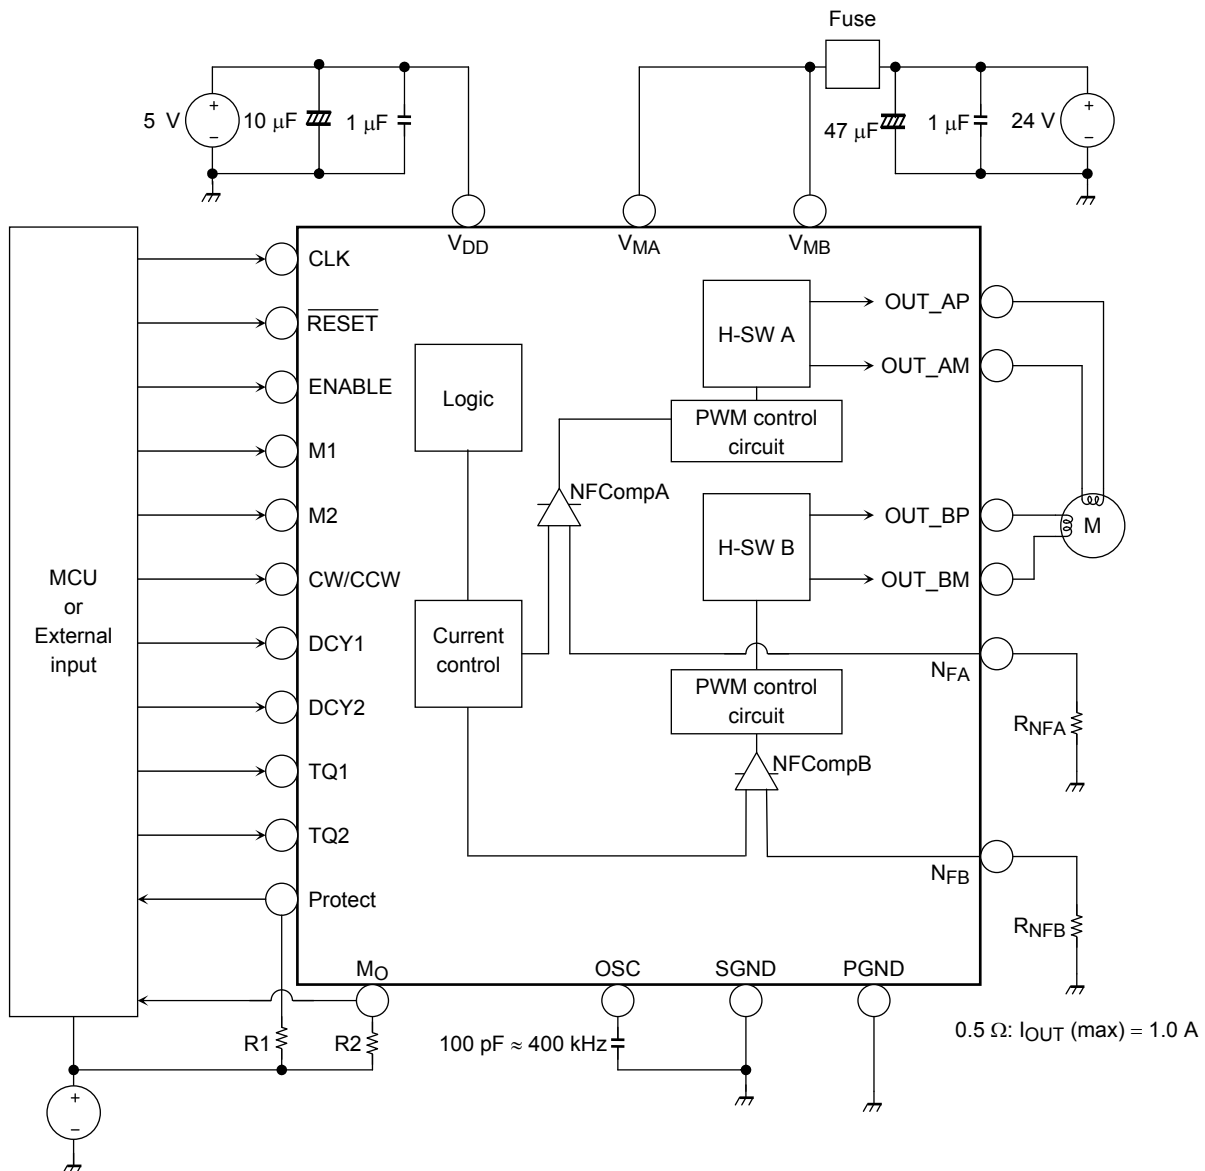 Fuse
5 V
10 μF
1 μF
47 μF
1 μF
24 V
+
−
+
−
VDD
VMA
VMB
MCU
or
External
input
CLK
RESET
ENABLE
M1
M2
CW/CCW
DCY1
DCY2
TQ1
TQ2
Protect
Logic
Current
control
NFCompA
H-SW A
PWM control
circuit
H-SW B
PWM control
circuit
NFCompB
OUT_AP
OUT_AM
OUT_BP
OUT_BM
M
NFA
NFB
RNFA
RNFB
MO
OSC
SGND
PGND
R1
R2
100 pF ≈ 400 kHz
0.5 Ω: IOUT (max) = 1.0 A
+
−